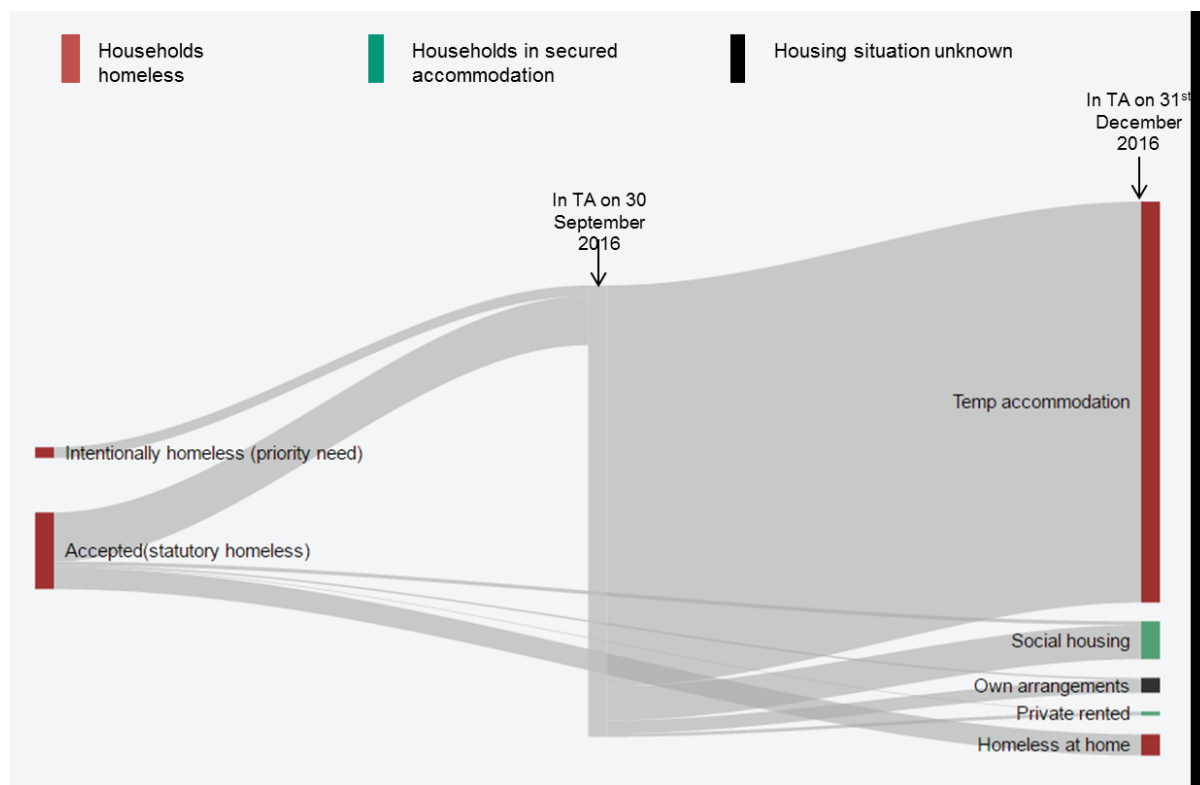 Households
homeless
Households in secured
accommodation
Housing situation unknown
In TA on 31st
December
2016
In TA on 30
September
2016
Temp accommodation
Intentionally homeless (priority need)
Accepted(statutory homeless)
Social housing
Own arrangements
Private rented
Homeless at home